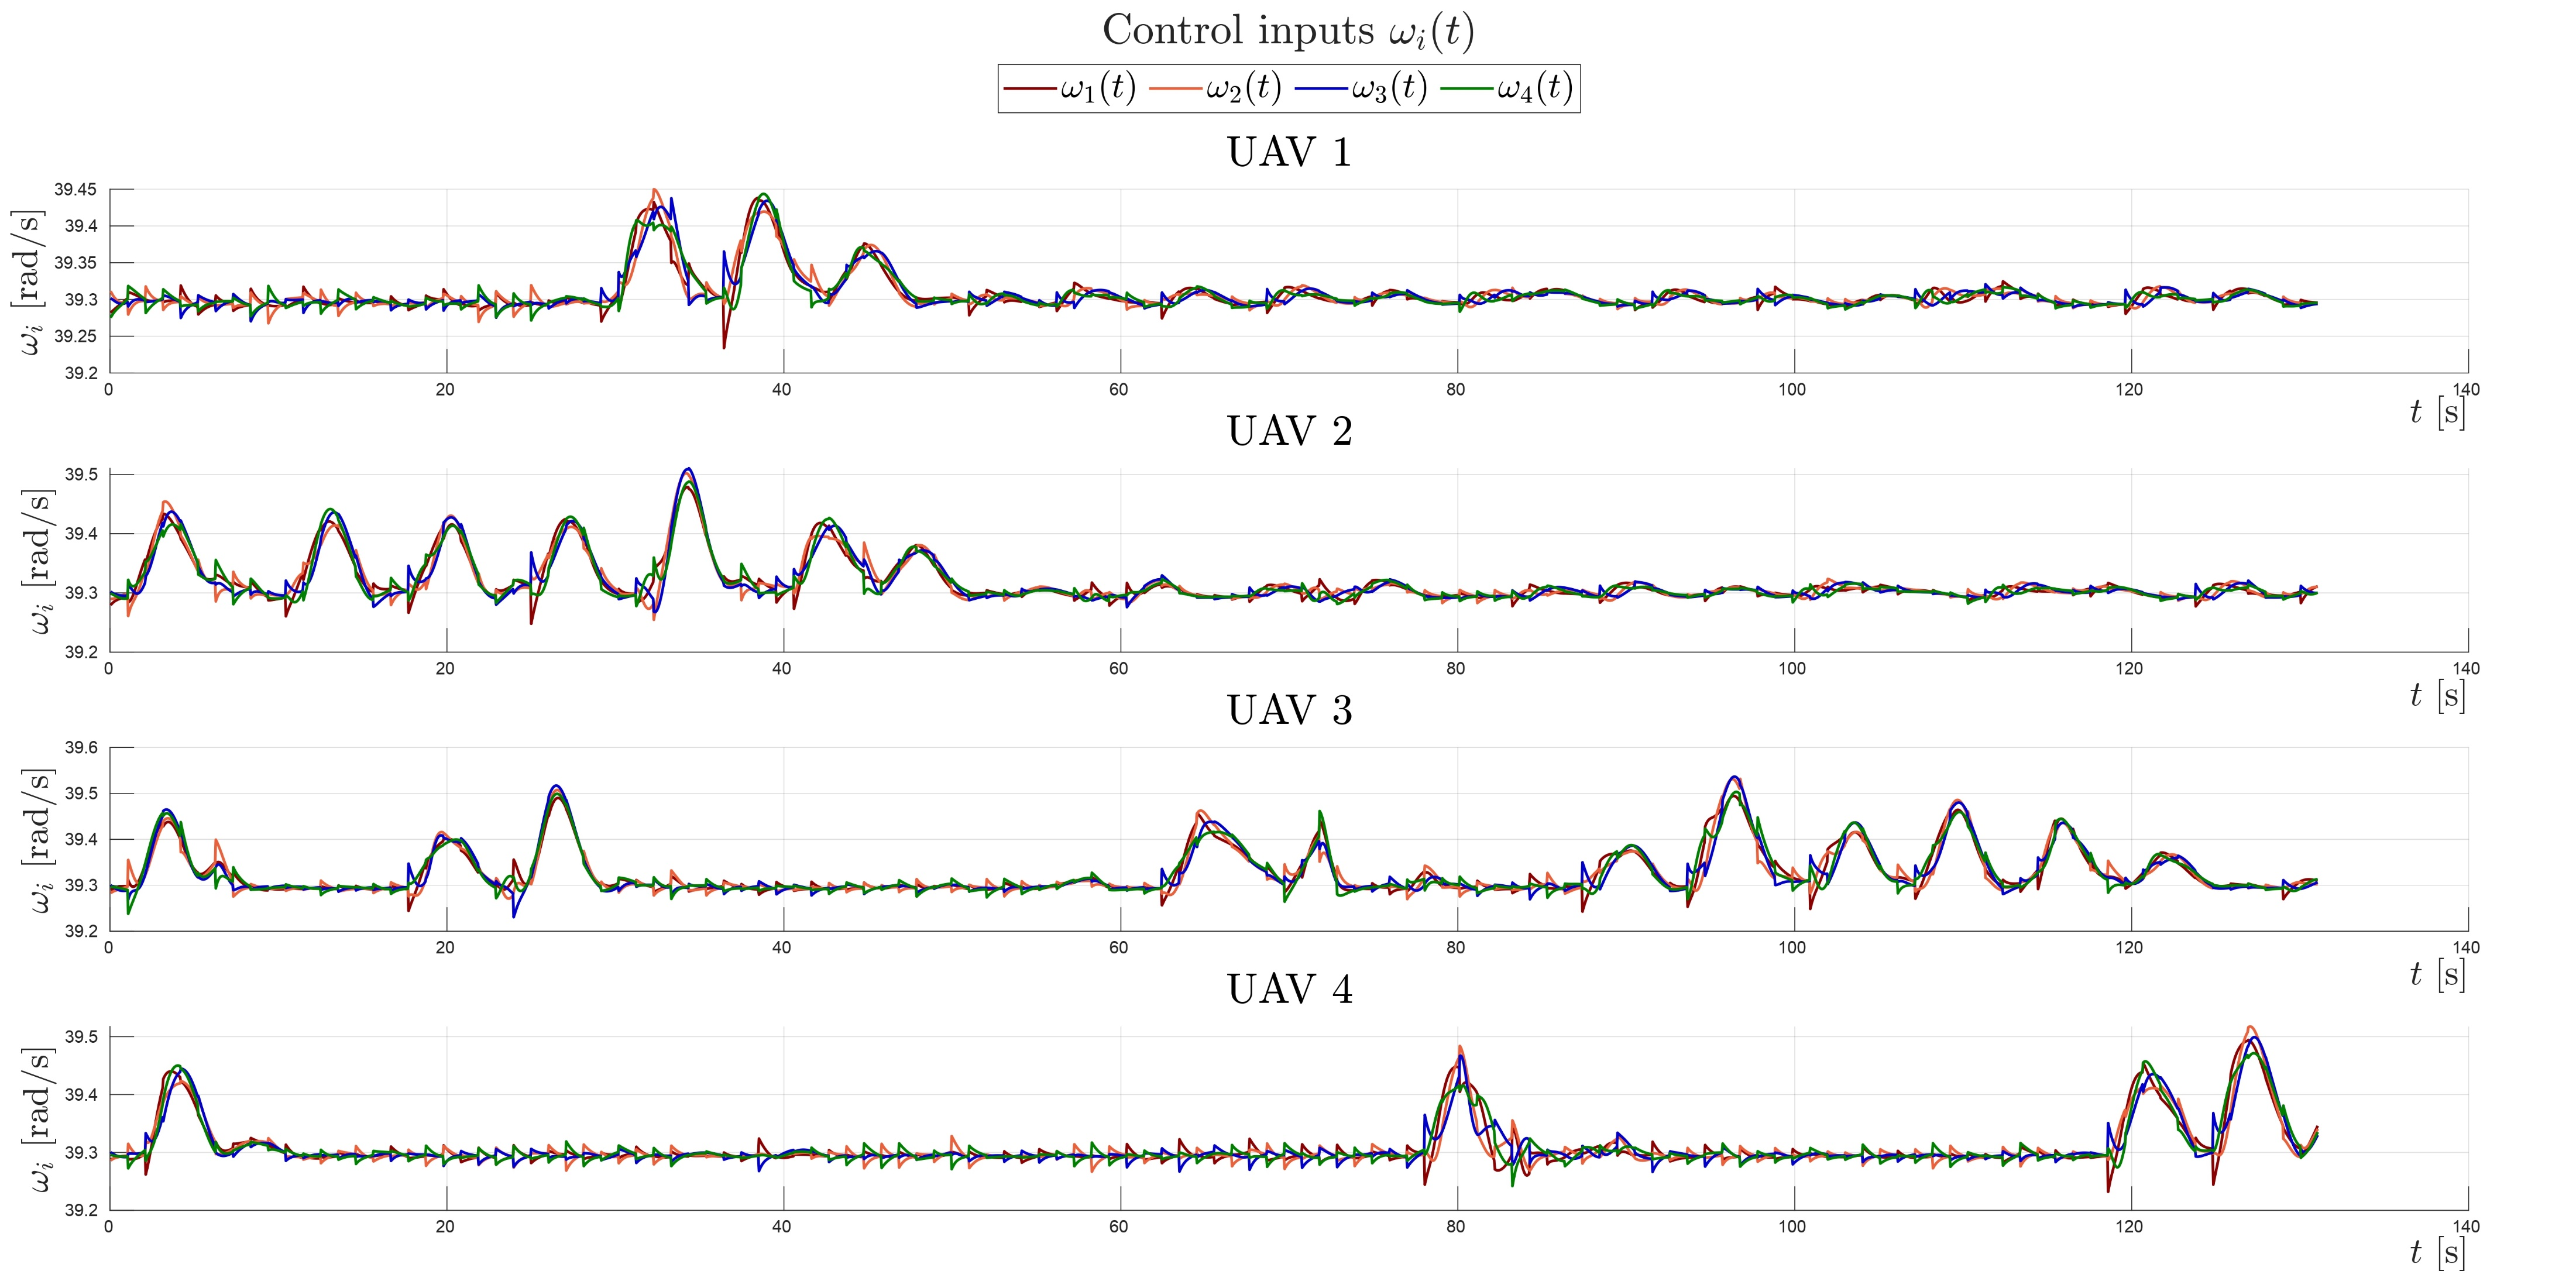 Control inputs ωᵢ(t)
ω₁(t) ω₂(t) ω₃(t) ω₄(t)
UAV 1
ωᵢ [rad/s]
39.45
39.4
39.35
39.3
39.25
39.2
0 20 40 60 80 100 120 140
t [s]
UAV 2
ωᵢ [rad/s]
39.5
39.4
39.3
39.2
0 20 40 60 80 100 120 140
t [s]
UAV 3
ωᵢ [rad/s]
39.6
39.5
39.4
39.3
39.2
0 20 40 60 80 100 120 140
t [s]
UAV 4
ωᵢ [rad/s]
39.5
39.4
39.3
39.2
0 20 40 60 80 100 120 140
t [s]